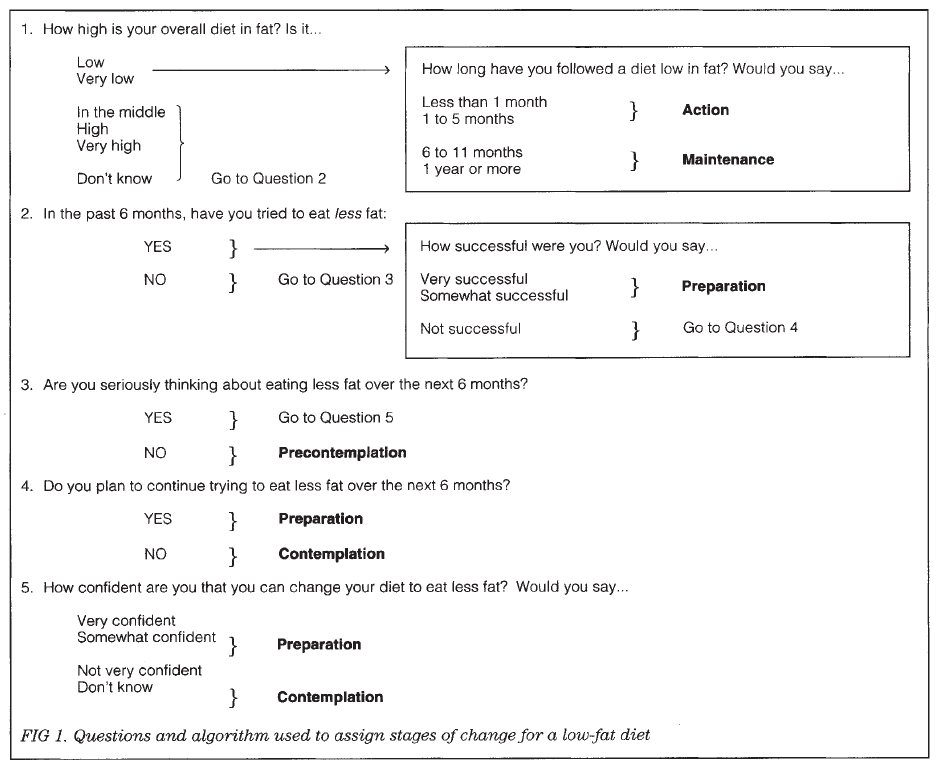 1. How high is your overall diet in fat? Is it...
Low
Very low
How long have you followed a diet low in fat? Would you say...
Less than 1 month
1 to 5 months
} Action
6 to 11 months
1 year or more
} Maintenance
In the middle
High
Very high
Don't know } Go to Question 2
2. In the past 6 months, have you tried to eat less fat:
YES }
NO } Go to Question 3
How successful were you? Would you say...
Very successful
Somewhat successful
} Preparation
Not successful } Go to Question 4
3. Are you seriously thinking about eating less fat over the next 6 months?
YES } Go to Question 5
NO } Precontemplation
4. Do you plan to continue trying to eat less fat over the next 6 months?
YES } Preparation
NO } Contemplation
5. How confident are you that you can change your diet to eat less fat? Would you say...
Very confident
Somewhat confident } Preparation
Not very confident
Don't know
} Contemplation
FIG 1. Questions and algorithm used to assign stages of change for a low-fat diet